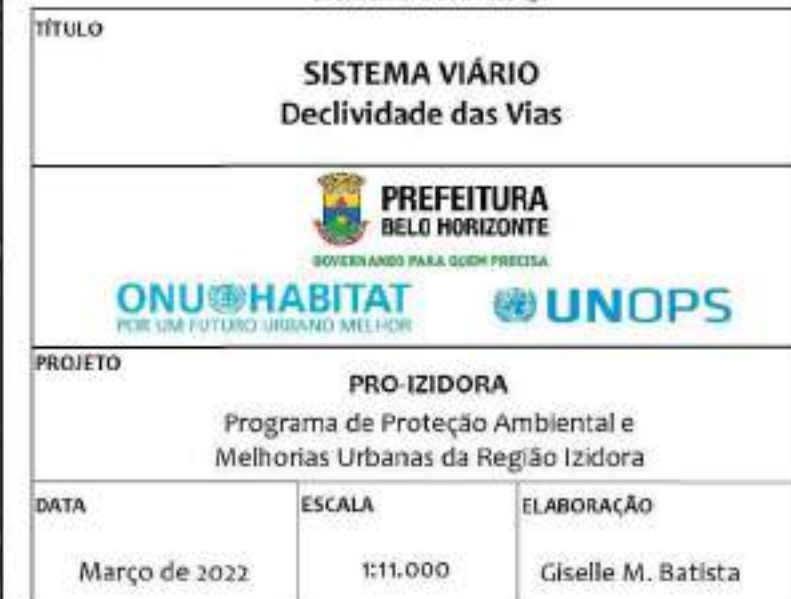 TÍTULO
SISTEMA VIÁRIO
Declividade das Vias
PREFEITURA
BELO HORIZONTE
GOVERNANDO PARA QUEM PRECISA
ONU HABITAT
POR UM FUTURO URBANO MELHOR
UNOPS
PROJETO
PRO-IZIDORA
Programa de Proteção Ambiental e
Melhorias Urbanas da Região Izidora
DATA
ESCALA
ELABORAÇÃO
Março de 2022
1:11.000
Giselle M. Batista